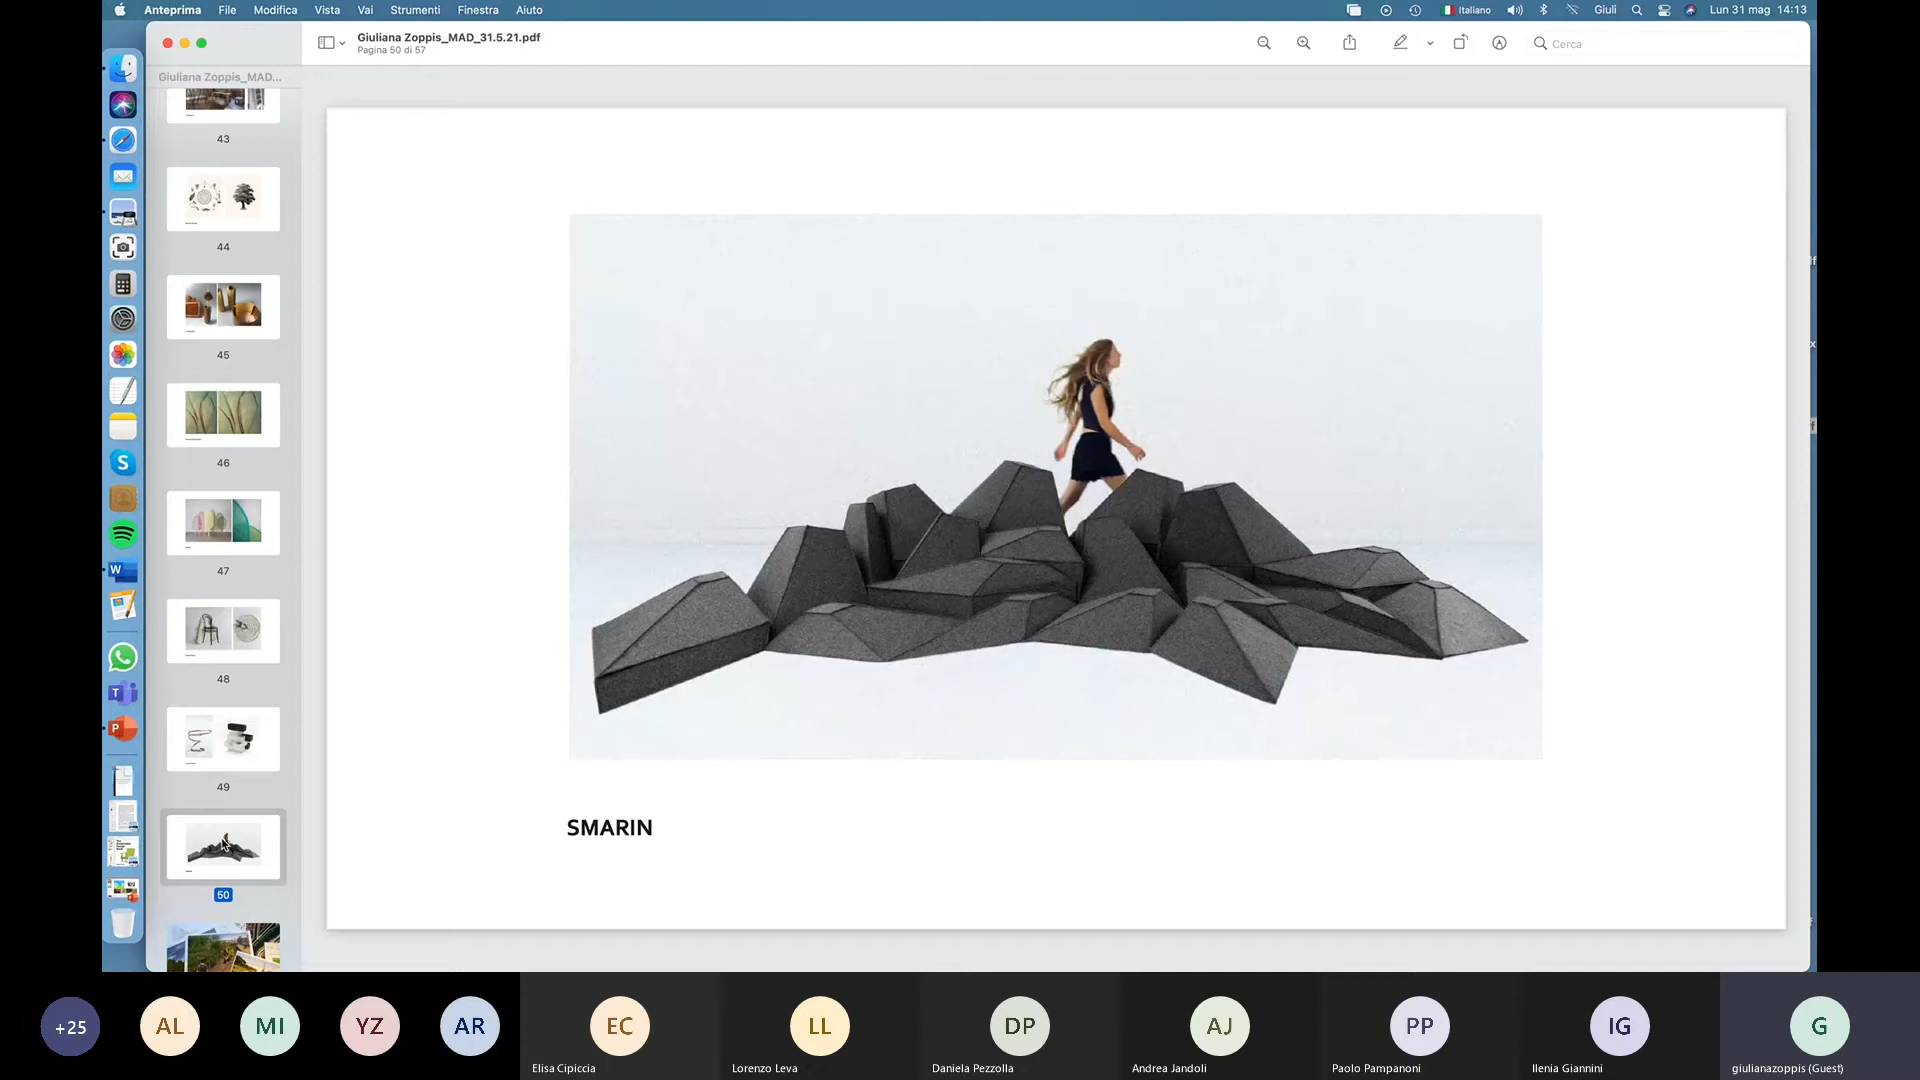 Anteprima File Modifica Vista Vai Strumenti Finestra Aiuto
Italiano Giuli Lun 31 mag 14:13
Giuliana Zoppis_MAD_31.5.21.pdf
Pagina 50 di 57
Cerca
Giuliana Zoppis_MAD...
43
44
45
46
47
48
49
50
SMARIN
+25
AL
MI
YZ
AR
EC
LL
DP
AJ
PP
IG
G
Elisa Cipiccia
Lorenzo Leva
Daniela Pezzolla
Andrea Jandoli
Paolo Pampanoni
Ilenia Giannini
giulianazoppis (Guest)